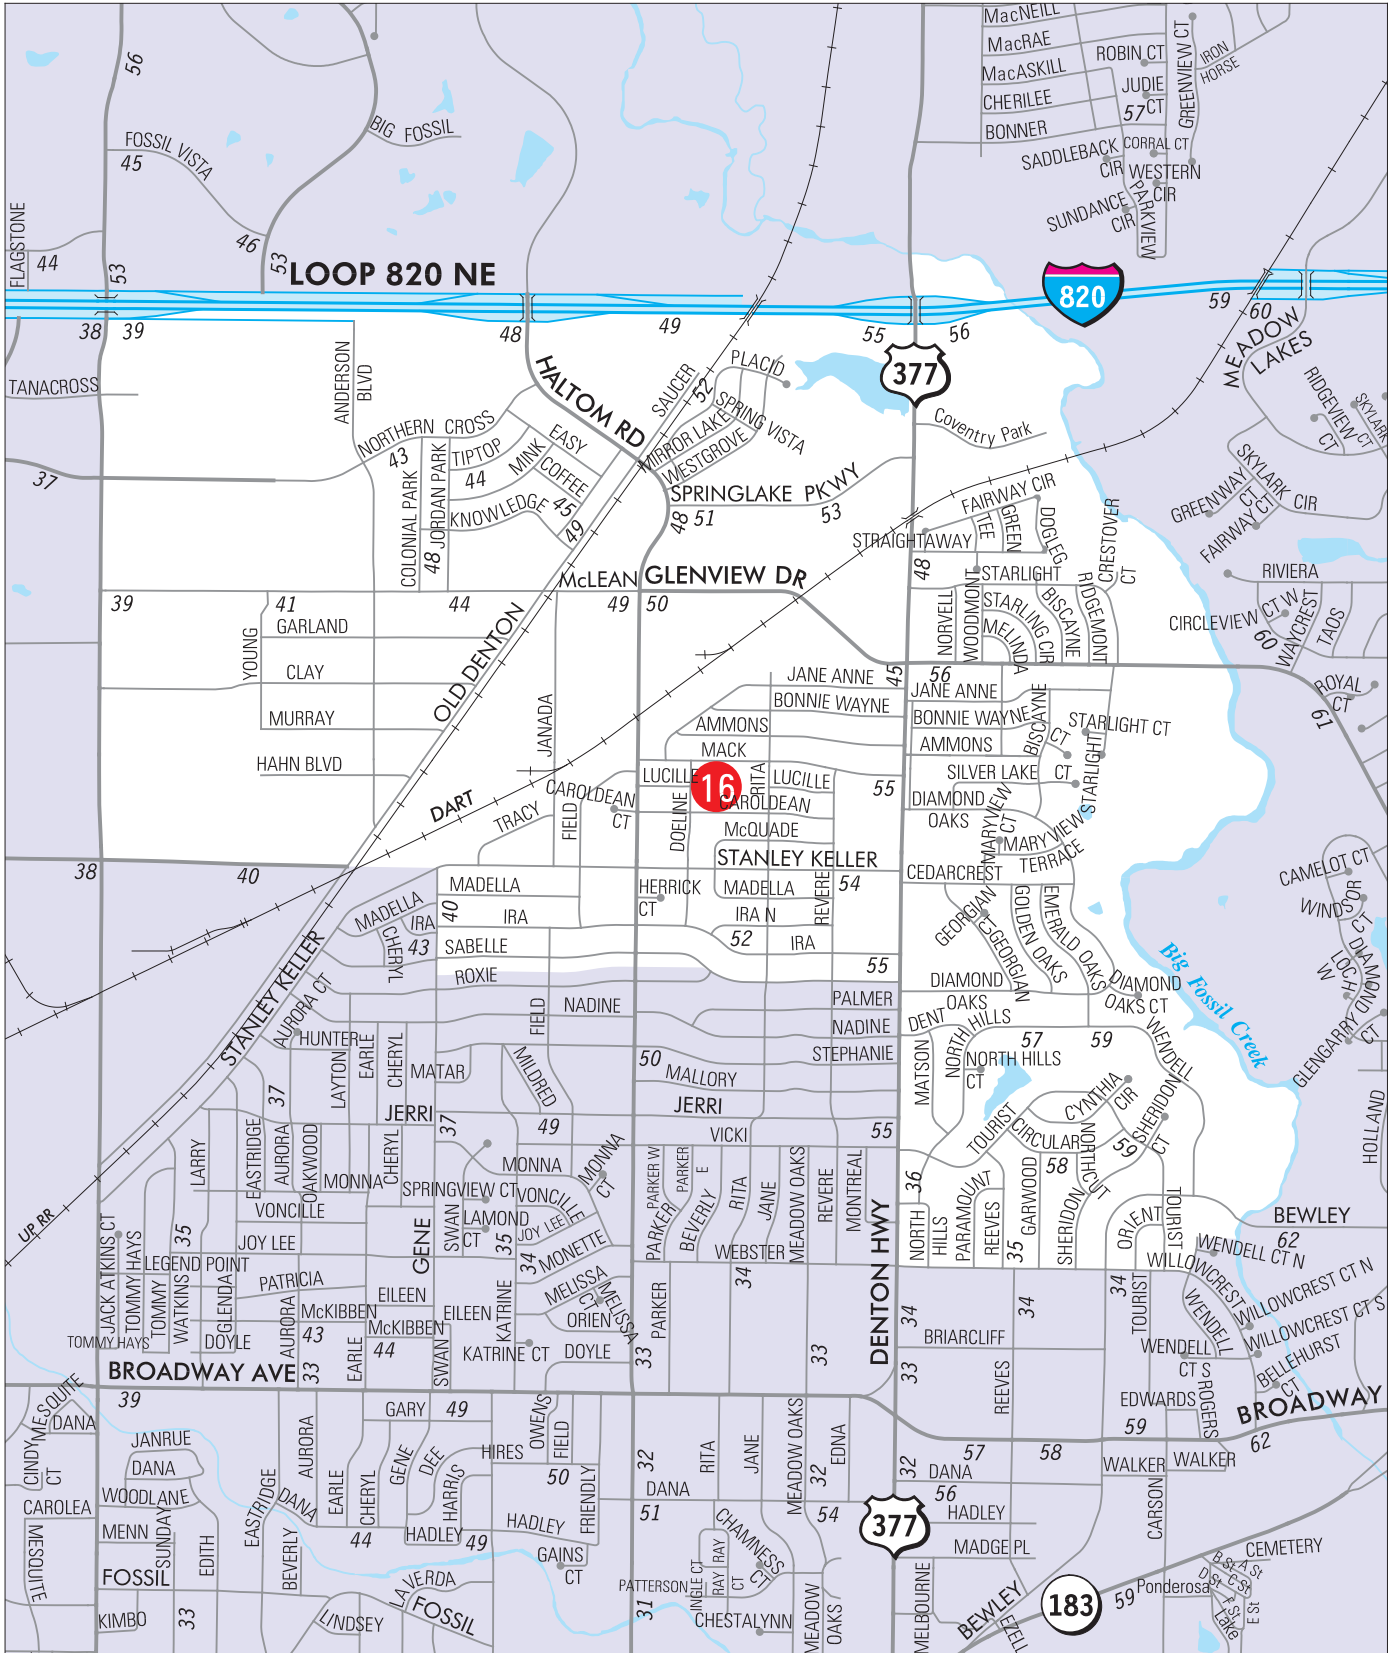 MacNEILL
MacRAE
MacASKILL
CHERILEE
BONNER
ROBIN CT
JUDIE
CT
57
GREENVIEW CT
IRON
HORSE
SADDLEBACK
CIR
CORRAL CT
WESTERN
CIR
SUNDANCE
CIR
PARKVIEW
56
FOSSIL VISTA
45
BIG FOSSIL
46
53
FLAGSTONE
44
53
LOOP 820 NE
820
38
39
48
49
55
56
59
60
MEADOW
LAKES
377
TANACROSS
ANDERSON
BLVD
HALTOM RD
SAUCER
52
PLACID
SPRING VISTA
MIRROR LAKE
WESTGROVE
Coventry Park
RIDGEVIEW
CT
SKYLARK
CT
SKYLARK CIR
GREENWAY
CT
FAIRWAY CT
37
NORTHERN CROSS
43
TIPTOP
44
MINK
EASY
COFFEE
45
KNOWLEDGE
49
COLONIAL PARK
48
JORDAN PARK
SPRINGLAKE PKWY
48
51
53
FAIRWAY CIR
STRAIGHTAWAY
TEE
GREEN
DOGLEG
CRESTOVER
CT
48
McLEAN
GLENVIEW DR
39
41
44
49
50
STARLIGHT
NORVELL
WOODMONT
STARLING CIR
MELINDA
BISCAYNE
RIDGEMONT
RIVIERA
CIRCLEVIEW CT W
60
WAYCREST
TAOS
ROYAL
CT
61
YOUNG
GARLAND
CLAY
MURRAY
HAHN BLVD
OLD DENTON
JANADA
DART
JANE ANNE
BONNIE WAYNE
AMMONS
MACK
LUCILLE
16
RITA
LUCILLE
CAROLDEAN
CAROLDEAN
CT
DOELINE
McQUADE
STANLEY KELLER
55
45
56
JANE ANNE
BONNIE WAYNE
AMMONS
BISCAYNE
CT
STARLIGHT CT
STARLIGHT
SILVER LAKE CT
DIAMOND
OAKS
MARYVIEW
CT
MARYVIEW
TERRACE
CEDARCREST
TRACY
FIELD
38
40
MADELLA
40
IRA
SABELLE
ROXIE
MADELLA
IRA
43
CHERYL
HERRICK
CT
MADELLA
REVERE
54
IRA N
52
IRA
55
GEORGIAN
CT
GEORGIAN
GOLDEN OAKS
EMERALD OAKS
DIAMOND
OAKS
DIAMOND
OAKS CT
CAMELOT CT
WINDSOR
CT
DIAMOND
LOCH
W
GLENGARRY
CT
Big Fossil Creek
STANLEY KELLER
AURORA CT
HUNTER
37
LAYTON
EARLE
CHERYL
MATAR
JERRI
37
FIELD
NADINE
MILDRED
49
PALMER
NADINE
STEPHANIE
50
MALLORY
JERRI
VICKI
55
DENT
NORTH HILLS
57
59
WENDELL
MATSON
NORTH HILLS
CT
CYNTHIA
CIR
TOURIST
CIRCULAR
NORTHCUT
59
SHERIDON
CT
58
HOLLAND
LARRY
EASTRIDGE
AURORA
OAKWOOD
MONNA
CHERYL
VONCILLE
JOY LEE
35
MONNA
MONNA
CT
SPRINGVIEW CT
SWAN
LAMOND
CT
VONCILLE
JOY LEE
35
34
MONETTE
PARKER W
PARKER
E
PARKER
BEVERLY
RITA
JANE
MEADOW OAKS
REVERE
MONTREAL
WEBSTER
34
36
NORTH
HILLS
PARAMOUNT
REEVES
GARWOOD
35
SHERIDON
ORIENT
TOURIST
BEWLEY
62
WENDELL CT N
UP RR
JACK ATKINS CT
TOMMY HAYS
TOMMY
WATKINS
GLENDA
LEGEND POINT
PATRICIA
GENE
EILEEN
McKIBBEN
43
AURORA
McKIBBEN
44
EILEEN
KATRINE
MELISSA
CT
MELISSA
ORIEN
PARKER
TOMMY HAYS
DOYLE
EARLE
SWAN
KATRINE CT
DOYLE
33
33
33
DENTON HWY
34
33
BRIARCLIFF
34
REEVES
34
TOURIST
WILLOWCREST
WENDELL
WILLOWCREST CT N
WILLOWCREST CT S
WENDELL
CT S
BELLEHURST
CT
EDWARDS
59
ROGERS
BROADWAY AVE
39
BROADWAY
62
MESQUITE
DANA
CINDY
CT
JANRUE
DANA
WOODLANE
CAROLEA
MENN
SUNDAY
EDITH
MESQUITE
FOSSIL
KIMBO
33
EASTRIDGE
DANA
BEVERLY
AURORA
EARLE
CHERYL
GARY
49
GENE
DEE
HARRIS
HIRES
OWENS
FIELD
50
FRIENDLY
HADLEY
44
49
HADLEY
GAINS
CT
LA VERDA
FOSSIL
LINDSEY
32
DANA
51
RITA
JANE
MEADOW OAKS
32
EDNA
54
CHAMNESS
CT
RAY
RAY
CT
INGLE CT
PATTERSON
31
CHESTALYNN
MEADOW
OAKS
57
58
32
DANA
56
HADLEY
MADGE PL
377
WALKER
WALKER
CARSON
MELBOURNE
BEWLEY
EZELL
183
59
CEMETERY
Ponderosa
B St
A St
C St
D St
F St
E St
Lake